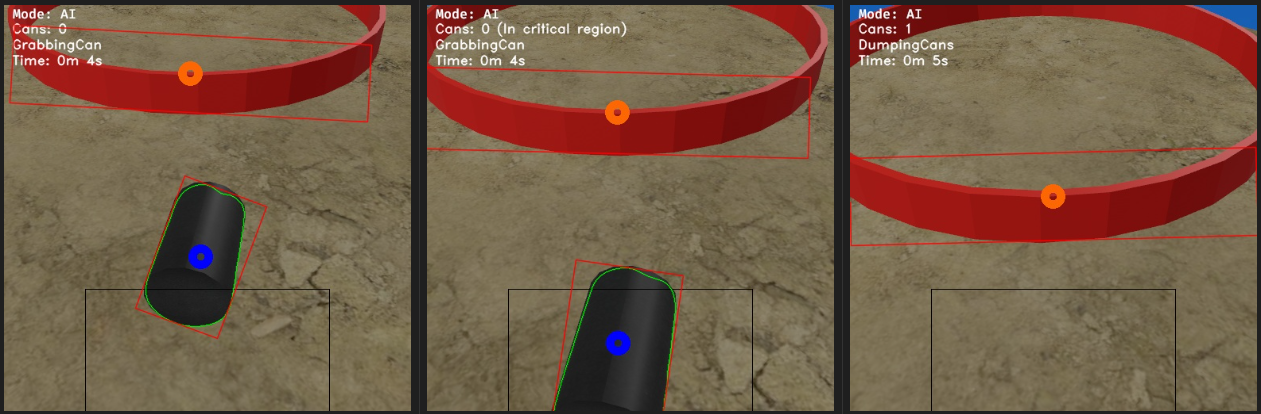 Mode: AI
Cans: 0
GrabbingCan
Time: 0m 4s
Mode: AI
Cans: 0 (In critical region)
GrabbingCan
Time: 0m 4s
Mode: AI
Cans: 1
DumpingCans
Time: 0m 5s